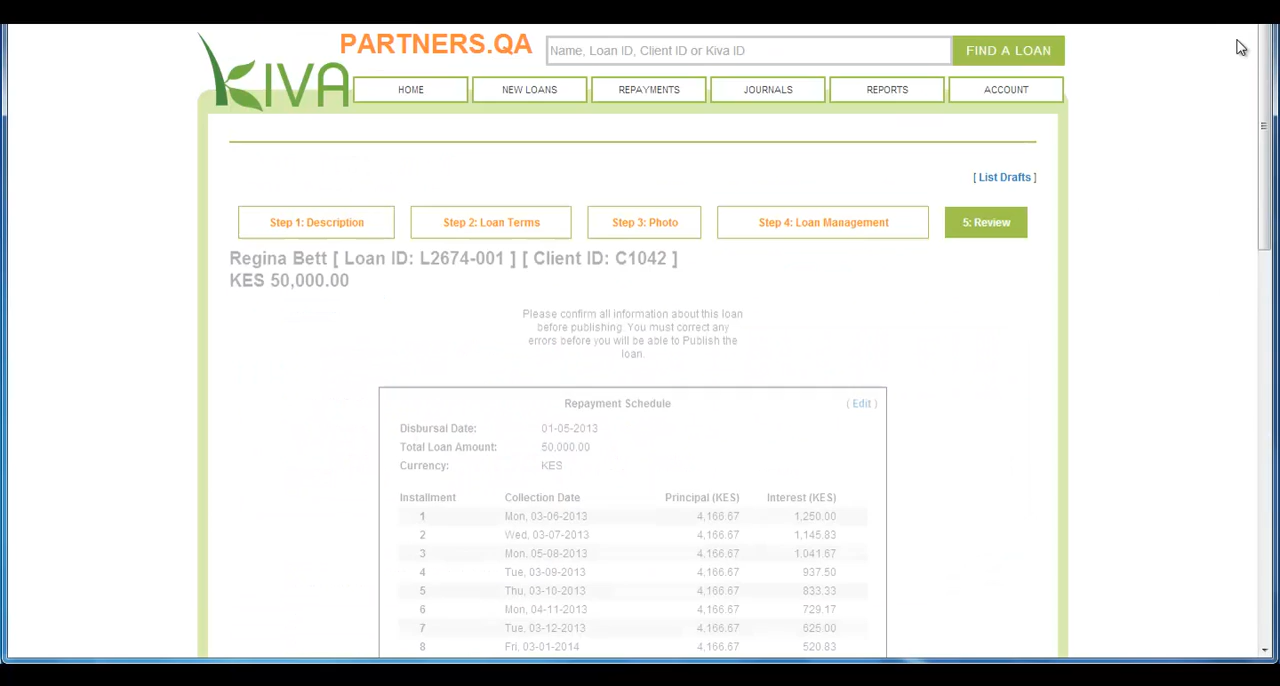 PARTNERS.QA
Name, Loan ID, Client ID or Kiva ID
FIND A LOAN
KIVA
HOME
NEW LOANS
REPAYMENTS
JOURNALS
REPORTS
ACCOUNT
[ List Drafts ]
Step 1: Description
Step 2: Loan Terms
Step 3: Photo
Step 4: Loan Management
5: Review
Regina Bett [ Loan ID: L2674-001 ] [ Client ID: C1042 ]
KES 50,000.00
Please confirm all information about this loan
before publishing. You must correct any
errors before you will be able to Publish the
loan.
Repayment Schedule ( Edit )
Disbursal Date: 01-05-2013
Total Loan Amount: 50,000.00
Currency: KES
Installment Collection Date Principal (KES) Interest (KES)
1 Mon, 03-06-2013 4,166.67 1,250.00
2 Wed, 03-07-2013 4,166.67 1,145.83
3 Mon, 05-08-2013 4,166.67 1,041.67
4 Tue, 03-09-2013 4,166.67 937.50
5 Thu, 03-10-2013 4,166.67 833.33
6 Mon, 04-11-2013 4,166.67 729.17
7 Tue, 03-12-2013 4,166.67 625.00
8 Fri, 03-01-2014 4,166.67 520.83